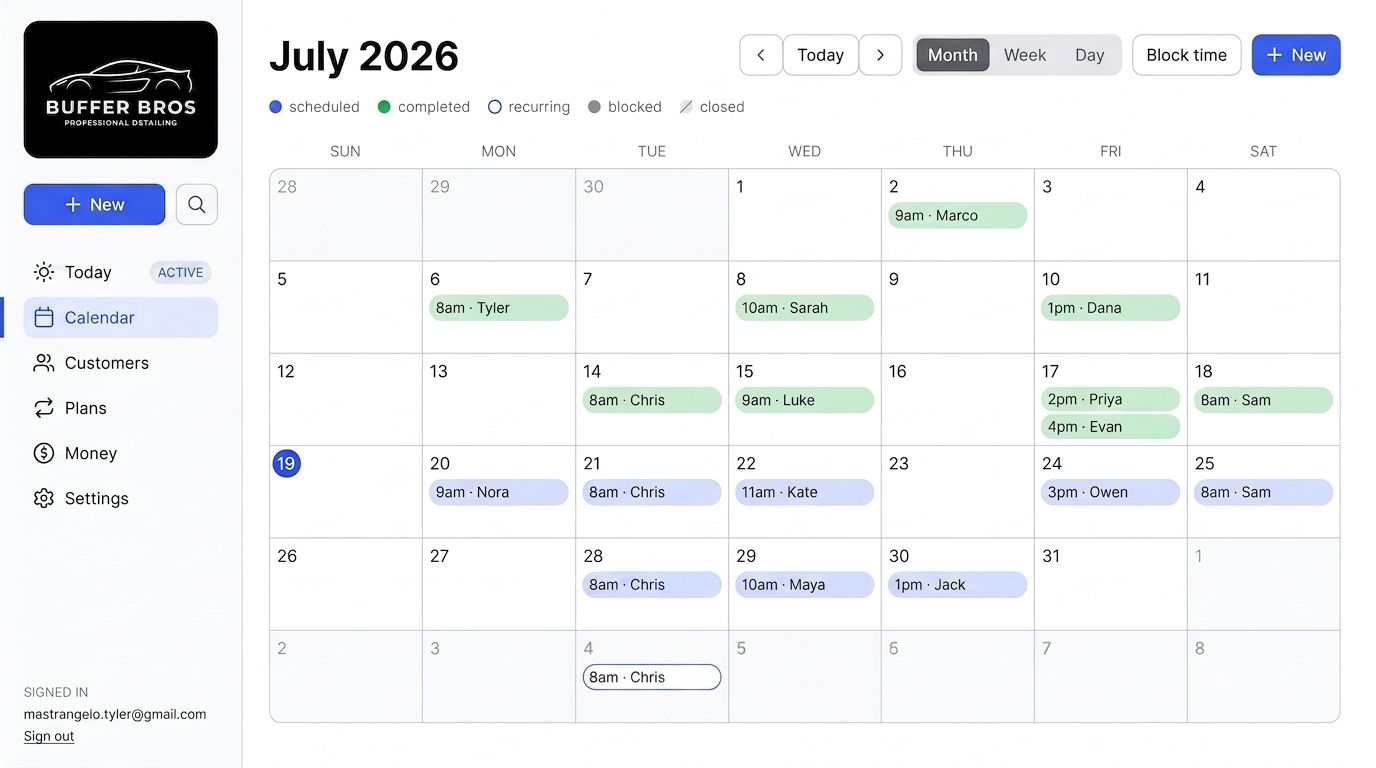 BUFFER BROS
PROFESSIONAL DSTAILING
+ New
Today ACTIVE
Calendar
Customers
Plans
Money
Settings
SIGNED IN
mastrangeio.tyler@gmail.com
Sign out
July 2026
Today
Month Week Day
Block time
+ New
scheduled completed recurring blocked closed
SUN MON TUE WED THU FRI SAT
28 29 30 1 2 3 4
9am · Marco
5 6 7 8 9 10 11
8am · Tyler 10am · Sarah 1pm · Dana
12 13 14 15 16 17 18
8am · Chris 9am · Luke 2pm · Priya 8am · Sam
4pm · Evan
19 20 21 22 23 24 25
9am · Nora 8am · Chris 11am · Kate 3pm · Owen 8am · Sam
26 27 28 29 30 31 1
8am · Chris 10am · Maya 1pm · Jack
2 3 4 5 6 7 8
8am · Chris